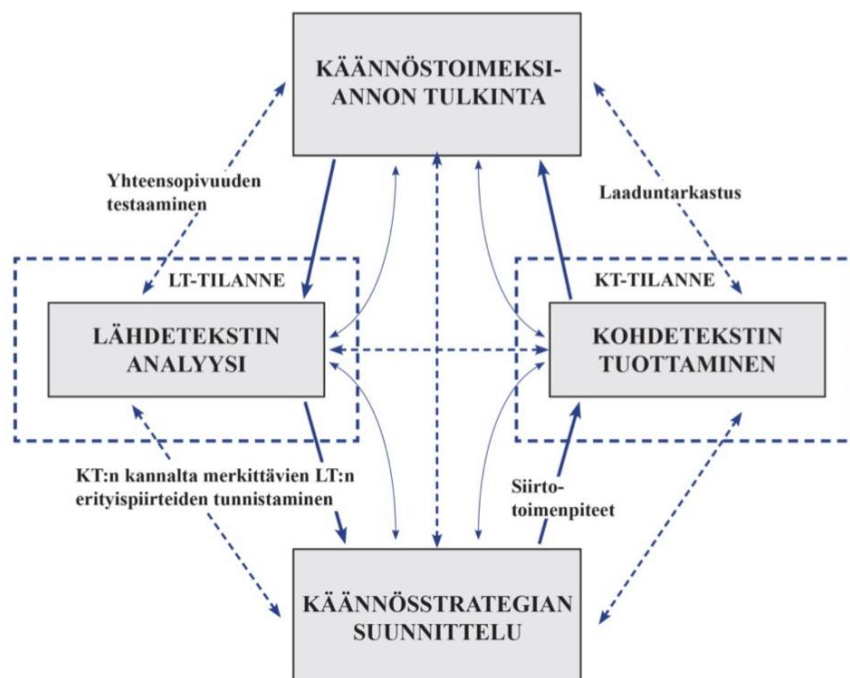 KÄÄNNÖSTOIMEKSI-
ANNON TULKINTA
Yhteensopivuuden
testaaminen
Laaduntarkastus
LT-TILANNE
KT-TILANNE
LÄHDETEKSTIN
ANALYYSI
KOHDETEKSTIN
TUOTTAMINEN
KT:n kannalta merkittävien LT:n
erityispiirteiden tunnistaminen
Siirto-
toimenpiteet
KÄÄNNÖSSTRATEGIAN
SUUNNITTELU